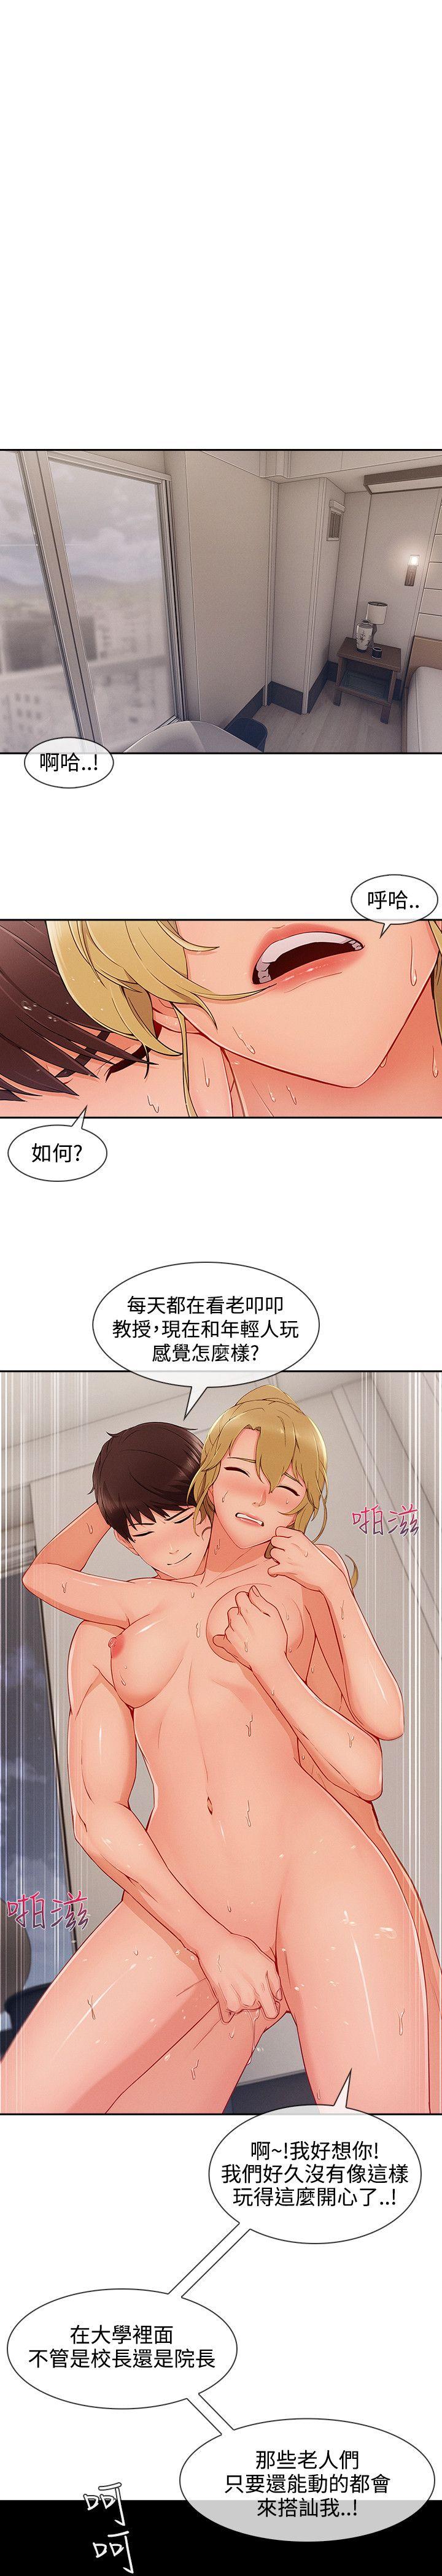 啊哈..!
呼哈..
如何?
每天都在看老叩叩
教授,現在和年輕人玩
感覺怎麼樣?
啪滋
啪滋
啊~!我好想你!
我們好久沒有像這樣
玩得這麼開心了..!
在大學裡面
不管是校長還是院長
那些老人們
只要還能動的都會
來搭訕我..!
呵
呵